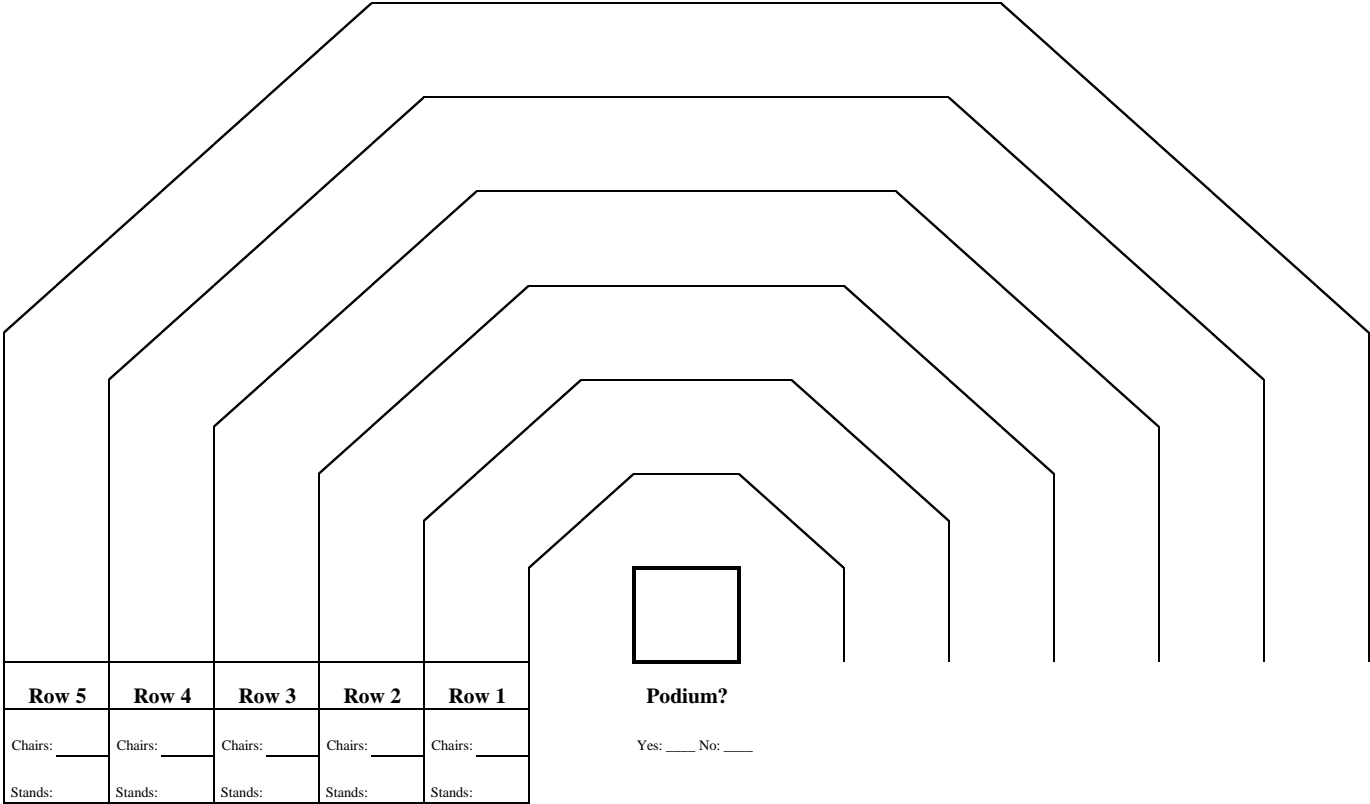 Row 5 Row 4 Row 3 Row 2 Row 1 Podium?
Chairs: Chairs: Chairs: Chairs: Chairs: Yes: ____ No: ____
Stands: Stands: Stands: Stands: Stands: